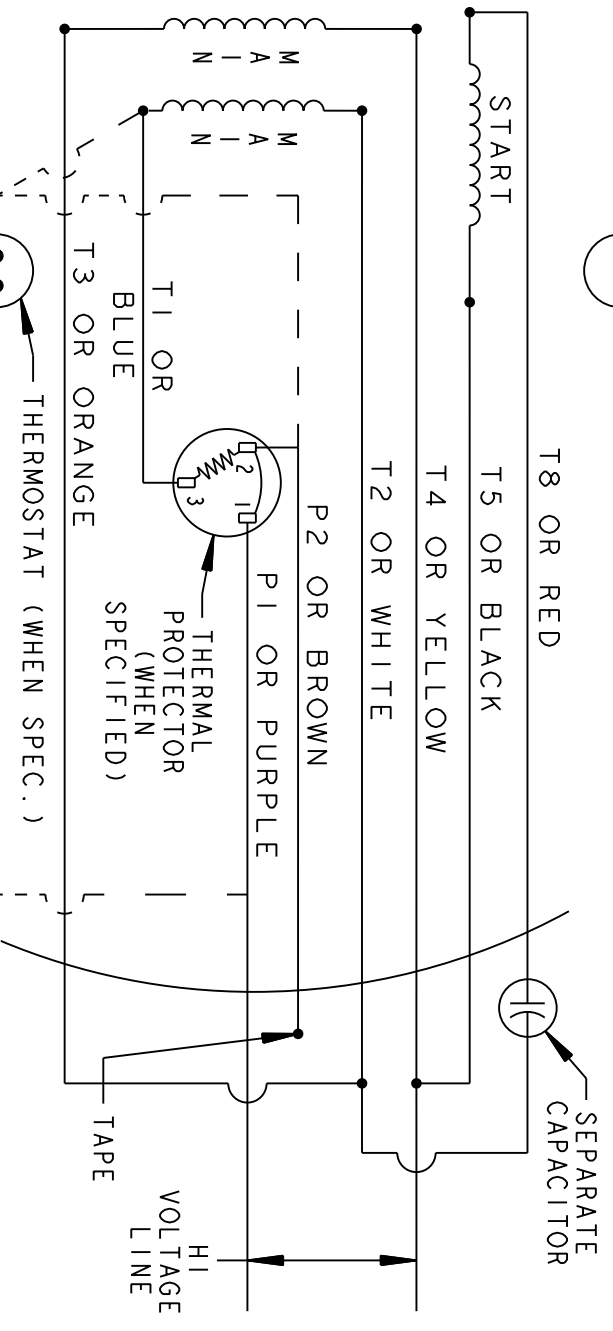 SEPARATE
CAPACITOR
T8 OR RED
START
T5 OR BLACK
T4 OR YELLOW
T2 OR WHITE
P2 OR BROWN
MAIN
MAIN
P1 OR PURPLE
2
1
3
THERMAL
PROTECTOR
(WHEN
SPECIFIED)
HI
VOLTAGE
LINE
T1 OR
BLUE
TAPE
T3 OR ORANGE
THERMOSTAT (WHEN SPEC.)